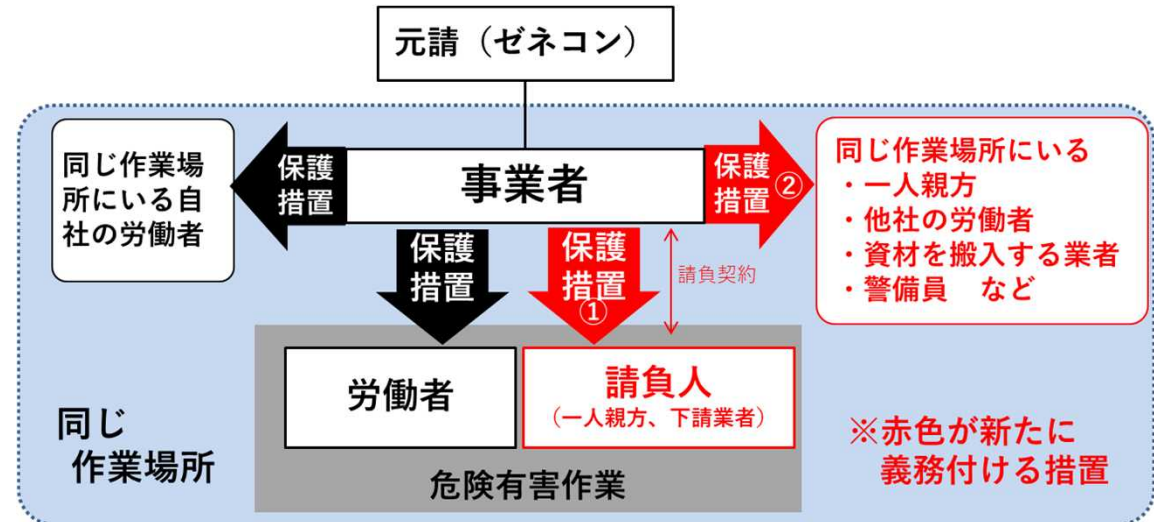 元請（ゼネコン）
同じ作業場
所にいる自
社の労働者
保護
措置
事業者
保護
措置②
同じ作業場所にいる
・一人親方
・他社の労働者
・資材を搬入する業者
・警備員　など
保護
措置
保護
措置
①
請負契約
労働者
請負人
（一人親方、下請業者）
危険有害作業
同じ
作業場所
※赤色が新たに
義務付ける措置